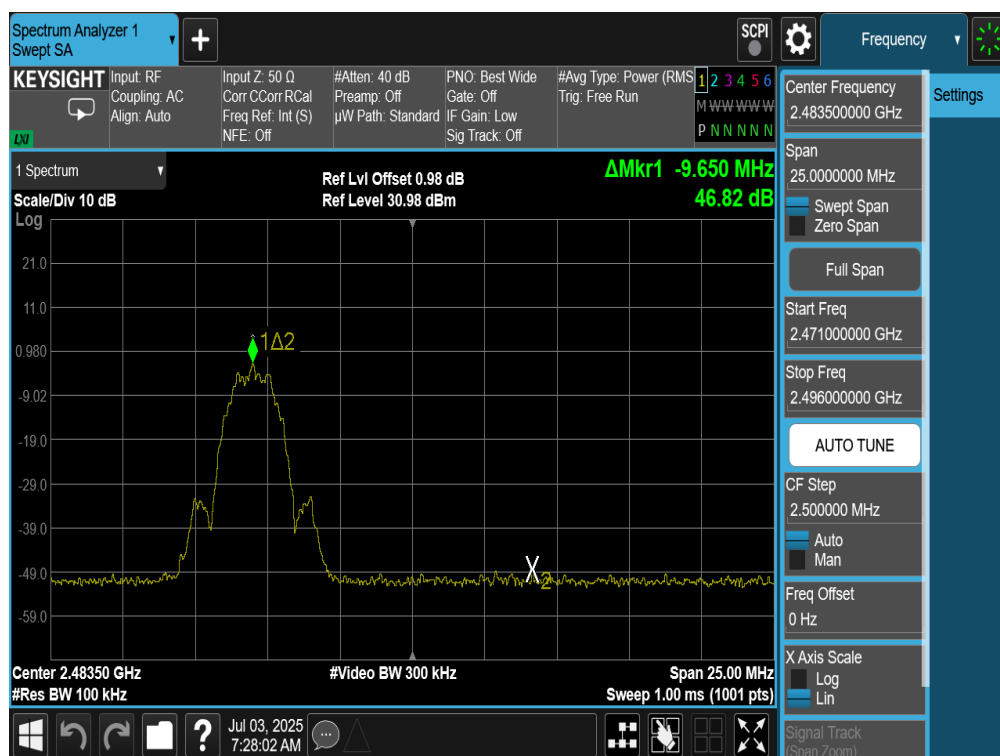 Spectrum Analyzer 1
Swept SA
+
SCPI
Frequency
KEYSIGHT
Input: RF
Coupling: AC
Align: Auto
LXI
Input Z: 50 Ω
Corr CCorr RCal
Freq Ref: Int (S)
NFE: Off
#Atten: 40 dB
Preamp: Off
µW Path: Standard
PNO: Best Wide
Gate: Off
IF Gain: Low
Sig Track: Off
#Avg Type: Power (RMS
Trig: Free Run
1 2 3 4 5 6
M W W W W W
P N N N N N
Settings
1 Spectrum
Scale/Div 10 dB
Log
Ref Lvl Offset 0.98 dB
Ref Level 30.98 dBm
ΔMkr1 -9.650 MHz
46.82 dB
21.0
11.0
0.980
-9.02
-19.0
-29.0
-39.0
-49.0
-59.0
1Δ2
X2
Center 2.48350 GHz
#Res BW 100 kHz
#Video BW 300 kHz
Span 25.00 MHz
Sweep 1.00 ms (1001 pts)
Center Frequency
2.483500000 GHz
Span
25.0000000 MHz
Swept Span
Zero Span
Full Span
Start Freq
2.471000000 GHz
Stop Freq
2.496000000 GHz
AUTO TUNE
CF Step
2.500000 MHz
Auto
Man
Freq Offset
0 Hz
X Axis Scale
Log
Lin
Signal Track
(Span Zoom)
?
Jul 03, 2025
7:28:02 AM